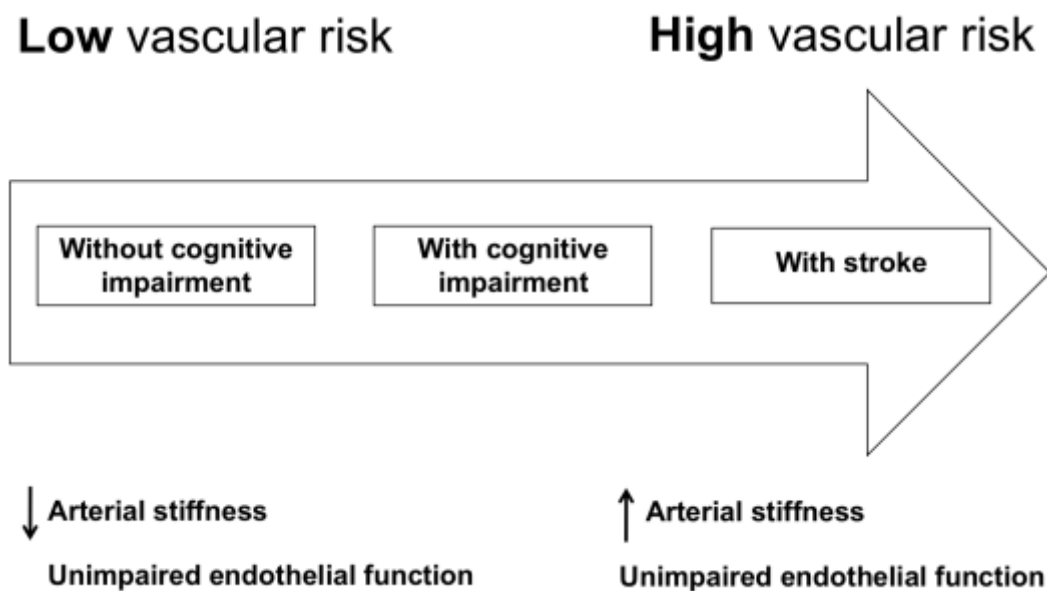 Low vascular risk
High vascular risk
Without cognitive
impairment
With cognitive
impairment
With stroke
↓ Arterial stiffness
Unimpaired endothelial function
↑ Arterial stiffness
Unimpaired endothelial function